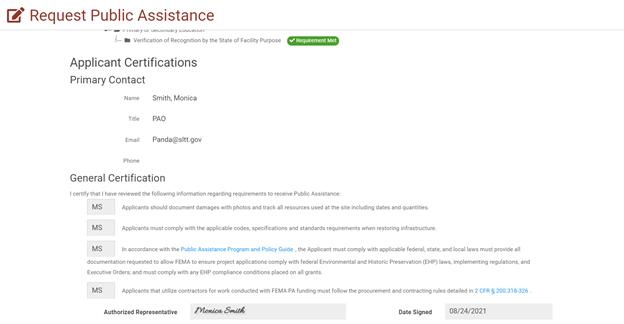 Request Public Assistance
Primary or Secondary Education
Verification of Recognition by the State of Facility Purpose Requirement Met
Applicant Certifications
Primary Contact
Name Smith, Monica
Title PAO
Email Panda@sltt.gov
Phone
General Certification
I certify that I have reviewed the following information regarding requirements to receive Public Assistance:
MS Applicants should document damages with photos and track all resources used at the site including dates and quantities.
MS Applicants must comply with the applicable codes, specifications and standards requirements when restoring infrastructure.
MS In accordance with the Public Assistance Program and Policy Guide , the Applicant must comply with applicable federal, state, and local laws must provide all
documentation requested to allow FEMA to ensure project applications comply with federal Environmental and Historic Preservation (EHP) laws, implementing regulations, and
Executive Orders; and must comply with any EHP compliance conditions placed on all grants.
MS Applicants that utilize contractors for work conducted with FEMA PA funding must follow the procurement and contracting rules detailed in 2 CFR § 200.318-326 .
Authorized Representative Monica Smith Date Signed 08/24/2021